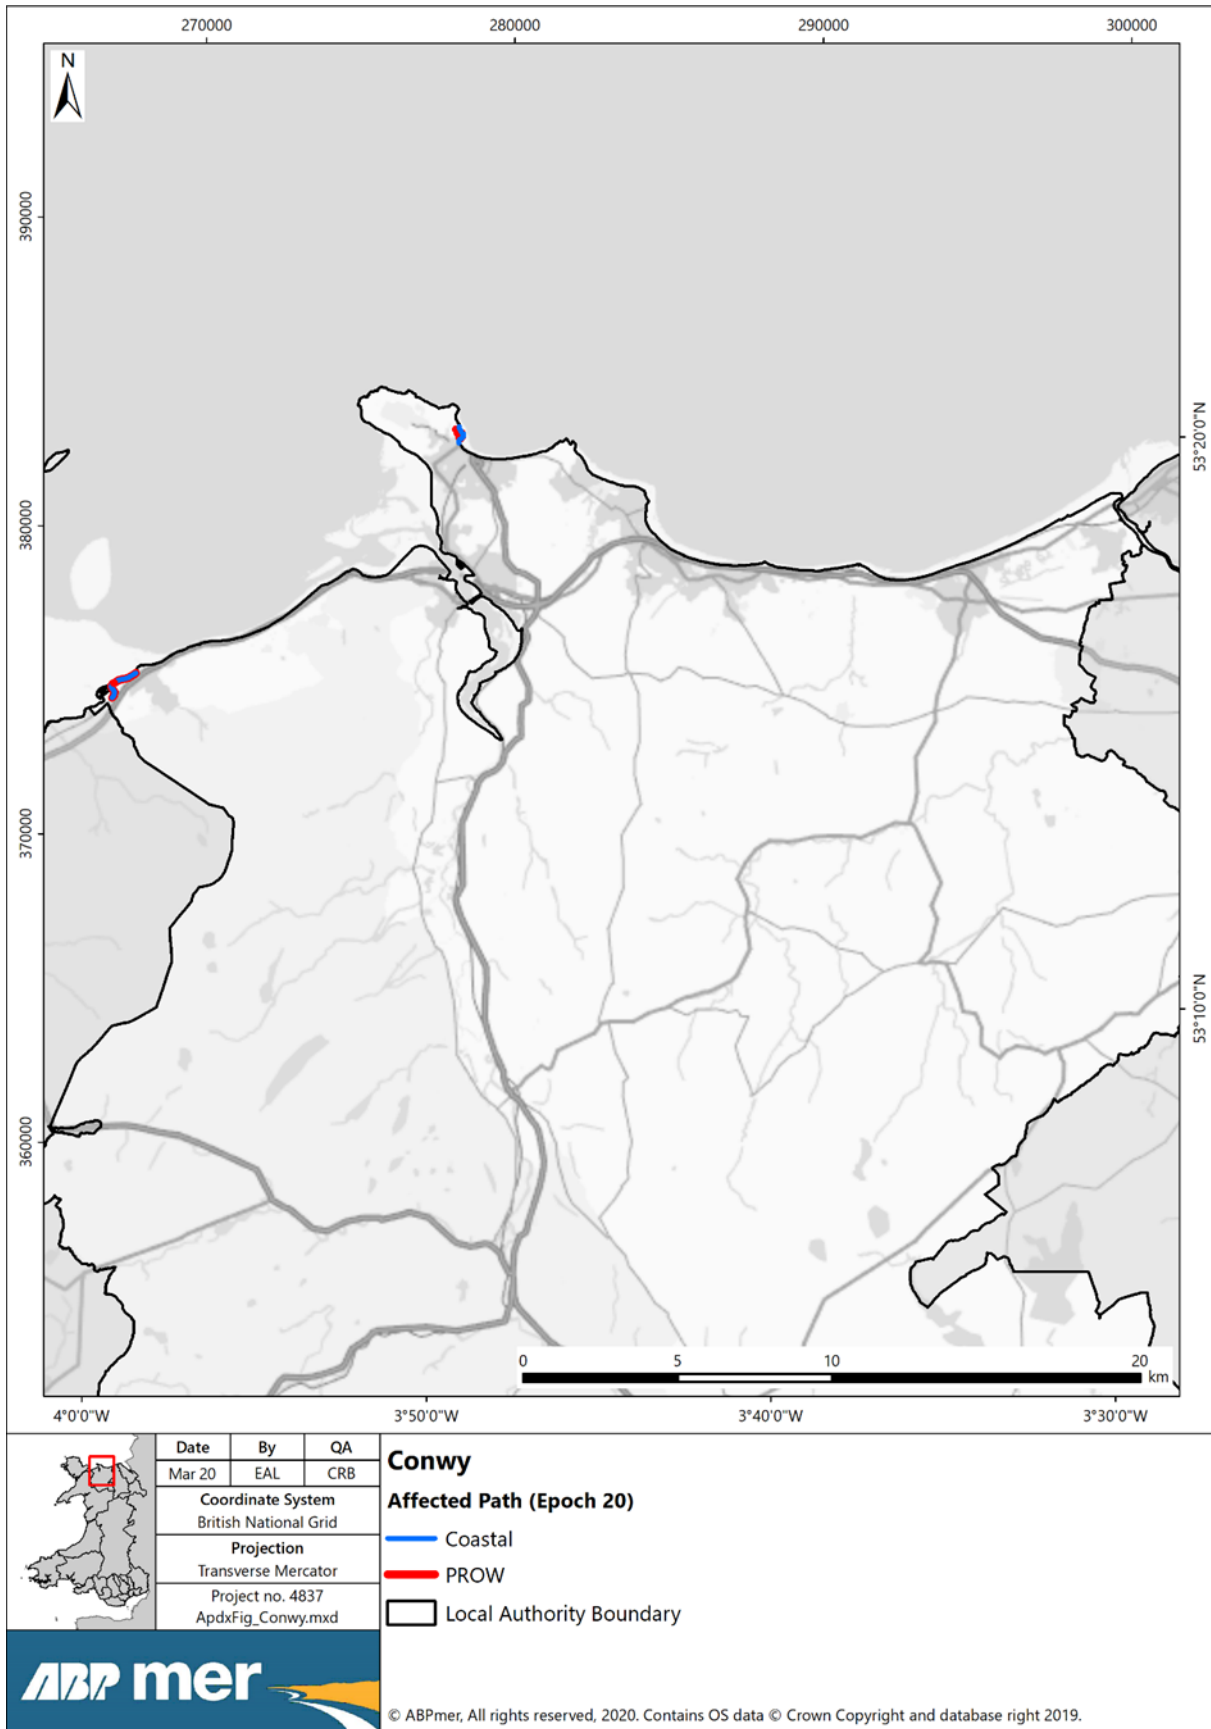 270000 280000 290000 300000
N
390000
380000
370000
360000
53°20'0"N
53°10'0"N
0 5 10 20
km
4°0'0"W 3°50'0"W 3°40'0"W 3°30'0"W
Date By QA
Mar 20 EAL CRB
Coordinate System
British National Grid
Projection
Transverse Mercator
Project no. 4837
ApdxFig_Conwy.mxd
ABP mer
Conwy
Affected Path (Epoch 20)
Coastal
PROW
Local Authority Boundary
© ABPmer, All rights reserved, 2020. Contains OS data © Crown Copyright and database right 2019.